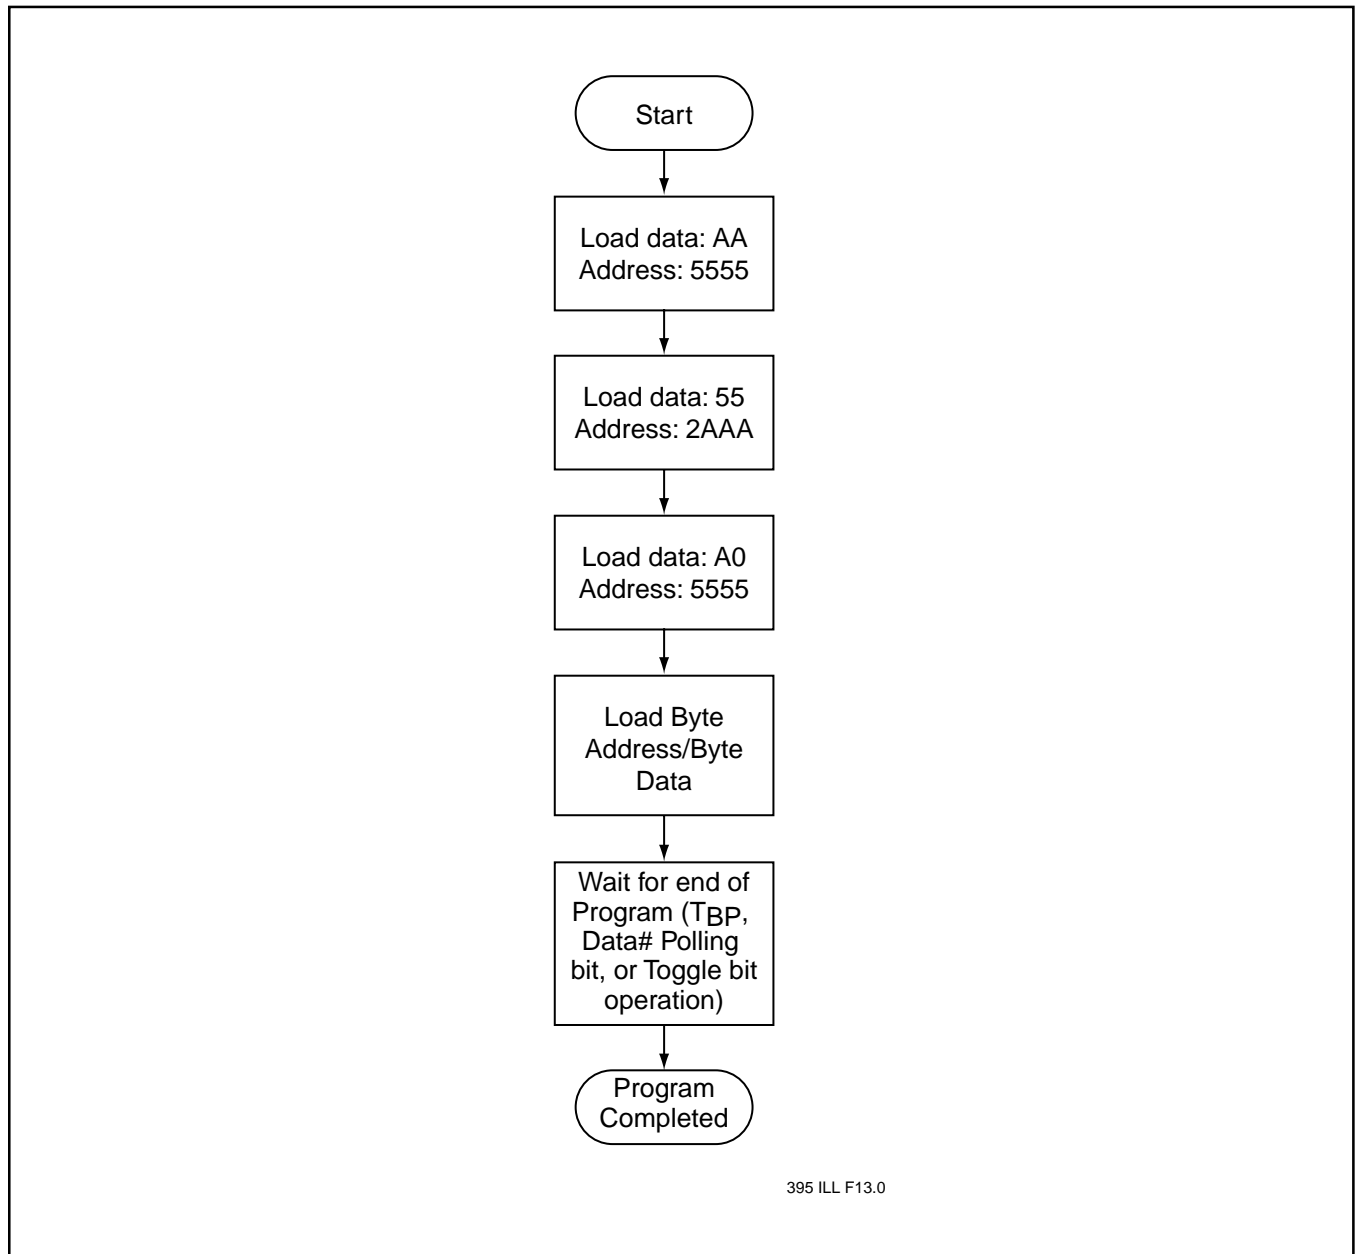 Start
Load data: AA
Address: 5555
Load data: 55
Address: 2AAA
Load data: A0
Address: 5555
Load Byte
Address/Byte
Data
Wait for end of
Program (TBP,
Data# Polling
bit, or Toggle bit
operation)
Program
Completed
395 ILL F13.0